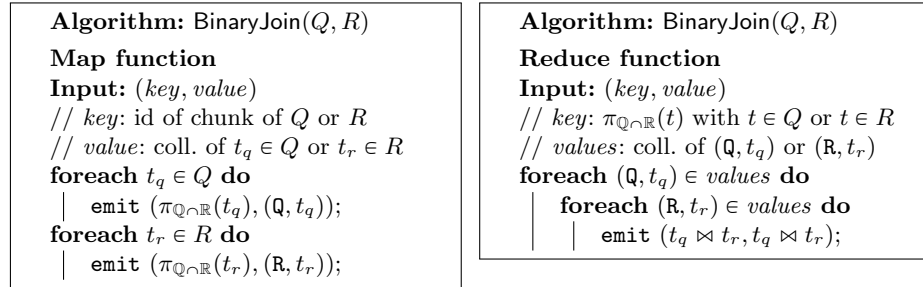 Algorithm: BinaryJoin(Q, R)
Map function
Input: (key, value)
// key: id of chunk of Q or R
// value: coll. of t_q ∈ Q or t_r ∈ R
foreach t_q ∈ Q do
emit (π_{ℚ∩ℝ}(t_q), (Q, t_q));
foreach t_r ∈ R do
emit (π_{ℚ∩ℝ}(t_r), (R, t_r));
Algorithm: BinaryJoin(Q, R)
Reduce function
Input: (key, value)
// key: π_{ℚ∩ℝ}(t) with t ∈ Q or t ∈ R
// values: coll. of (Q, t_q) or (R, t_r)
foreach (Q, t_q) ∈ values do
foreach (R, t_r) ∈ values do
emit (t_q ⋈ t_r, t_q ⋈ t_r);